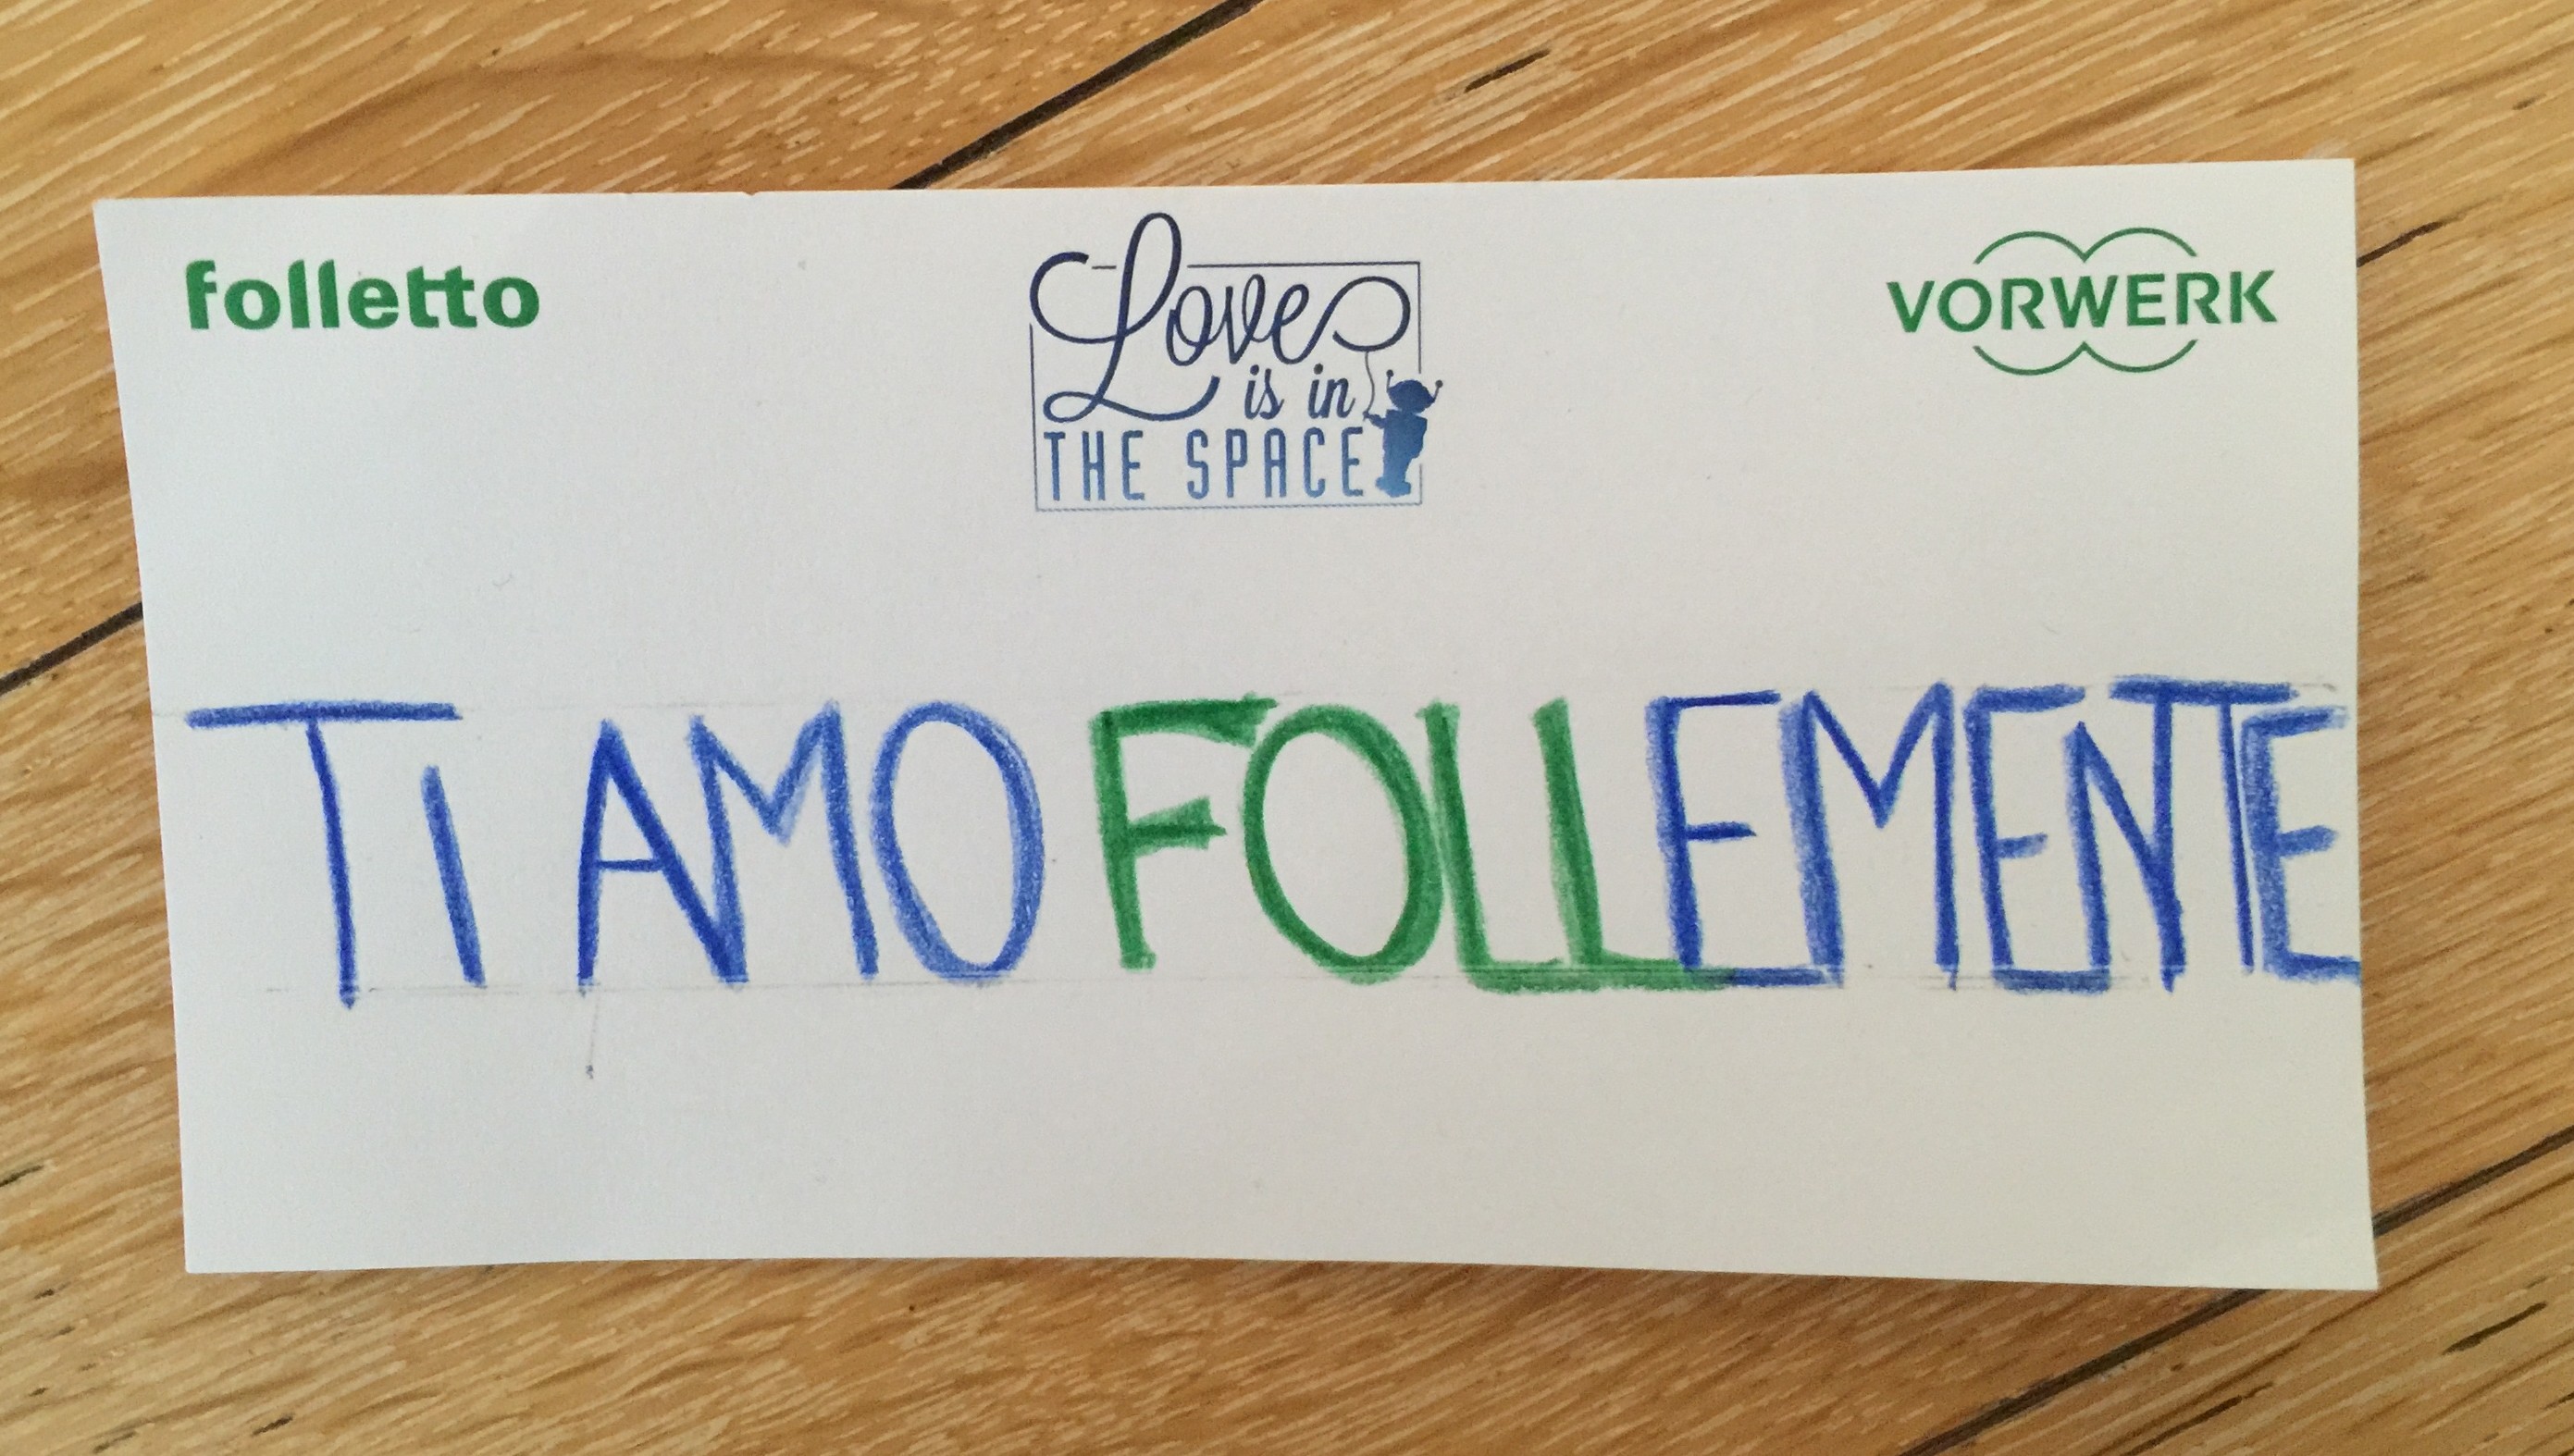 folletto
Love
is in
THE SPACE
VORWERK
TI AMO FOLLEMENTE